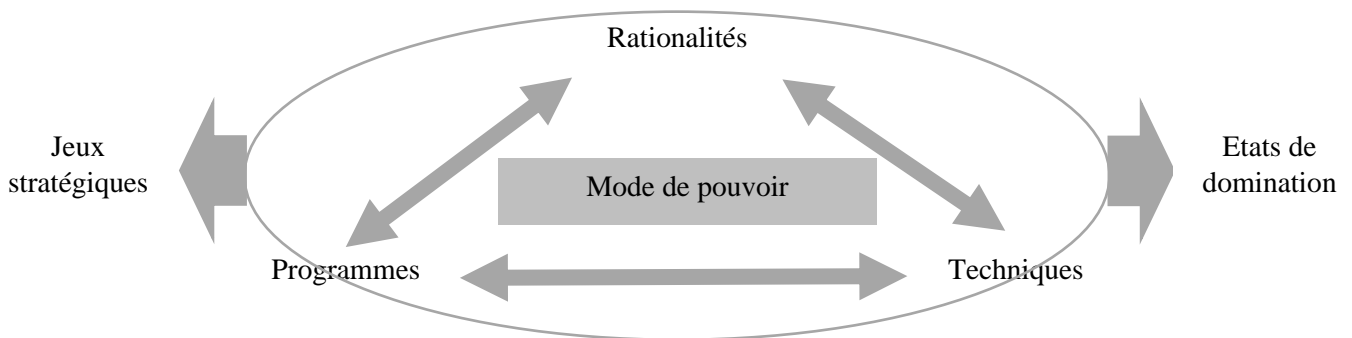 Rationalités
Jeux
stratégiques
Mode de pouvoir
Etats de
domination
Programmes
Techniques